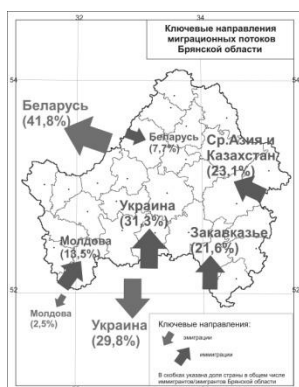 Ключевые направления
миграционных потоков
Брянской области
32
34
54
54
Беларусь
(41,8%)
Беларусь
(7,7%)
Ср.Азия и
Казахстан
(23,1%)
Украина
(31,3%)
Молдова
(13,5%)
Закавказье
(21,6%)
52
52
Молдова
(2,5%)
Украина
(29,8%)
Ключевые направления:
эмиграции
иммиграции
В скобках указана доля страны в общем числе
иммигрантов/эмигрантов Брянской области